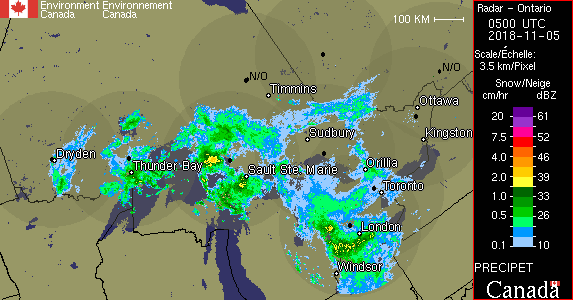 Environment Environnement
Canada Canada
100 KM
N/O
N/O
Timmins
Ottawa
Sudbury
Kingston
Dryden
Thunder Bay
Sault Ste. Marie
Orillia
Toronto
London
Windsor
Radar - Ontario
0500 UTC
2018-11-05
Scale/Échelle:
3.5 km/Pixel
Snow/Neige
cm/hr dBZ
20 61
7.5 52
4.0 46
2.0 39
1.0 33
0.5 26
0.1 10
PRECIPET
Canada